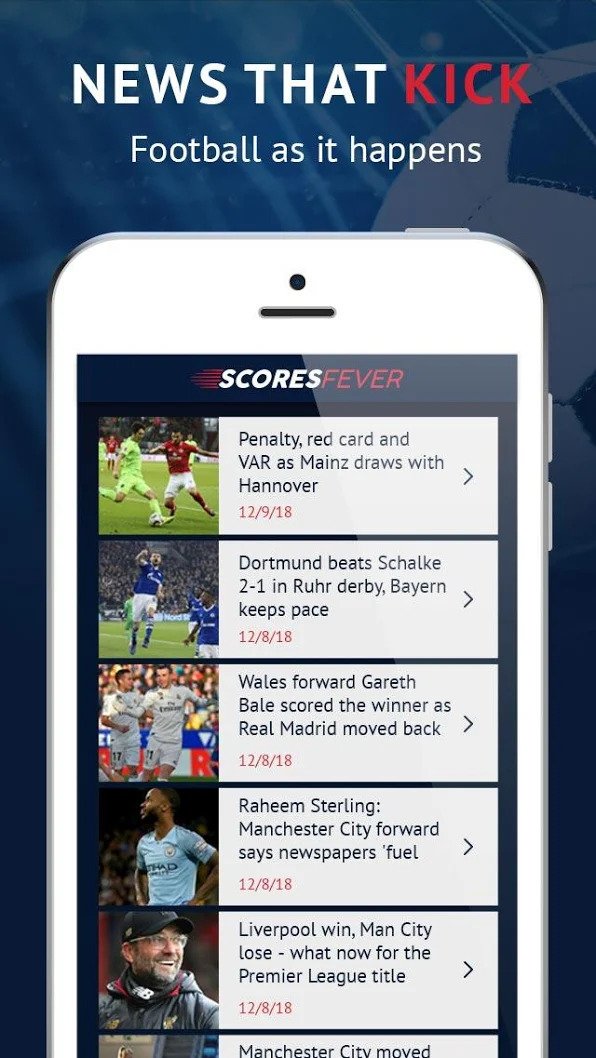 NEWS THAT KICK
Football as it happens
SCORESFEVER
Penalty, red card and
VAR as Mainz draws with
Hannover
12/9/18
Dortmund beats Schalke
2-1 in Ruhr derby, Bayern
keeps pace
12/8/18
Wales forward Gareth
Bale scored the winner as
Real Madrid moved back
12/8/18
Raheem Sterling:
Manchester City forward
says newspapers 'fuel
12/8/18
Liverpool win, Man City
lose - what now for the
Premier League title
12/8/18
Manchester City moved